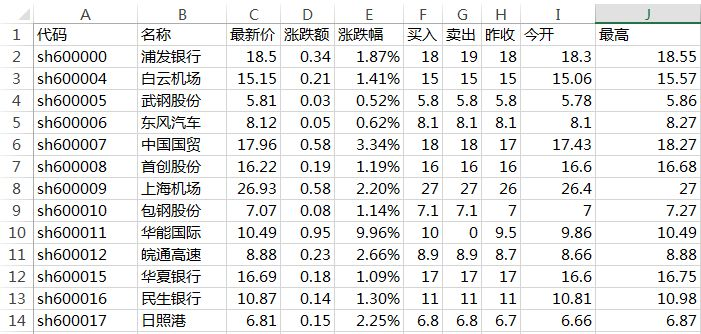 A B C D E F G H I J
1 代码 名称 最新价 涨跌额 涨跌幅 买入 卖出 昨收 今开 最高
2 sh600000 浦发银行 18.5 0.34 1.87% 18 19 18 18.3 18.55
3 sh600004 白云机场 15.15 0.21 1.41% 15 15 15 15.06 15.57
4 sh600005 武钢股份 5.81 0.03 0.52% 5.8 5.8 5.8 5.78 5.86
5 sh600006 东风汽车 8.12 0.05 0.62% 8.1 8.1 8.1 8.1 8.27
6 sh600007 中国国贸 17.96 0.58 3.34% 18 18 17 17.43 18.27
7 sh600008 首创股份 16.22 0.19 1.19% 16 16 16 16.6 16.68
8 sh600009 上海机场 26.93 0.58 2.20% 27 27 26 26.4 27
9 sh600010 包钢股份 7.07 0.08 1.14% 7.1 7.1 7 7 7.27
10 sh600011 华能国际 10.49 0.95 9.96% 10 0 9.5 9.86 10.49
11 sh600012 皖通高速 8.88 0.23 2.66% 8.9 8.9 8.7 8.66 8.88
12 sh600015 华夏银行 16.69 0.18 1.09% 17 17 17 16.6 16.75
13 sh600016 民生银行 10.87 0.14 1.30% 11 11 11 10.81 10.98
14 sh600017 日照港 6.81 0.15 2.25% 6.8 6.8 6.7 6.66 6.87